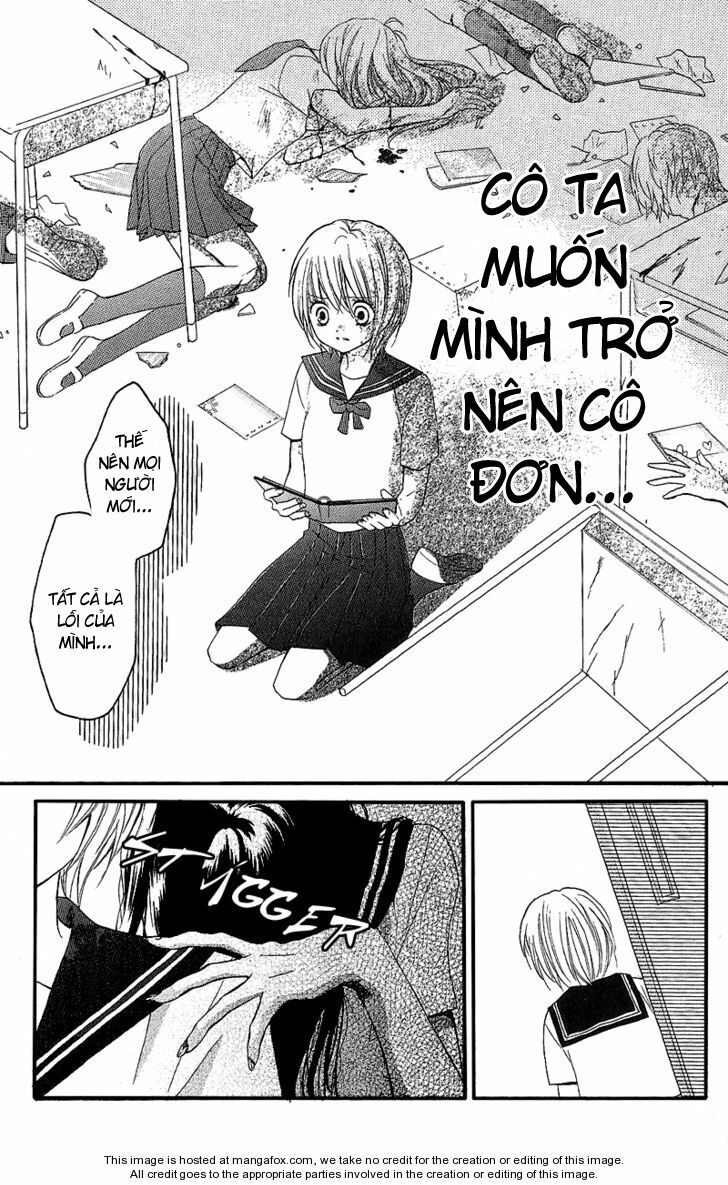 CÔ TA
MUỐN
MÌNH TRỞ
NÊN CÔ
ĐƠN...
THẾ
NÊN MỌI
NGƯỜI
MỚI...
TẤT CẢ LÀ
LỖI CỦA
MÌNH...
STAGGER
This image is hosted at mangafox.com, we take no credit for the creation or editing of this image.
All credit goes to the appropriate parties involved in the creation or editing of this image.